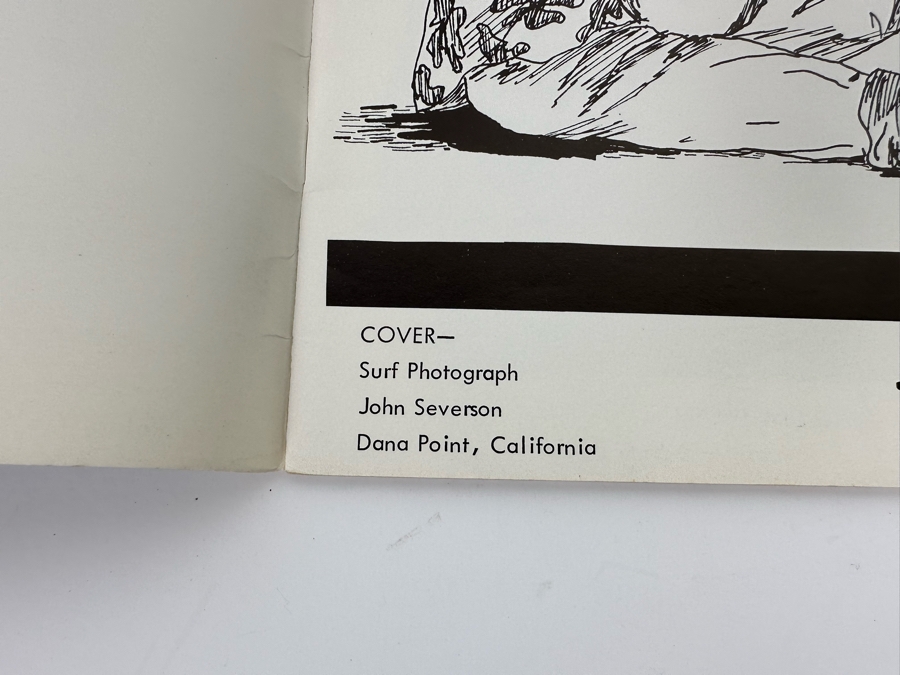 COVER—
Surf Photograph
John Severson
Dana Point, California